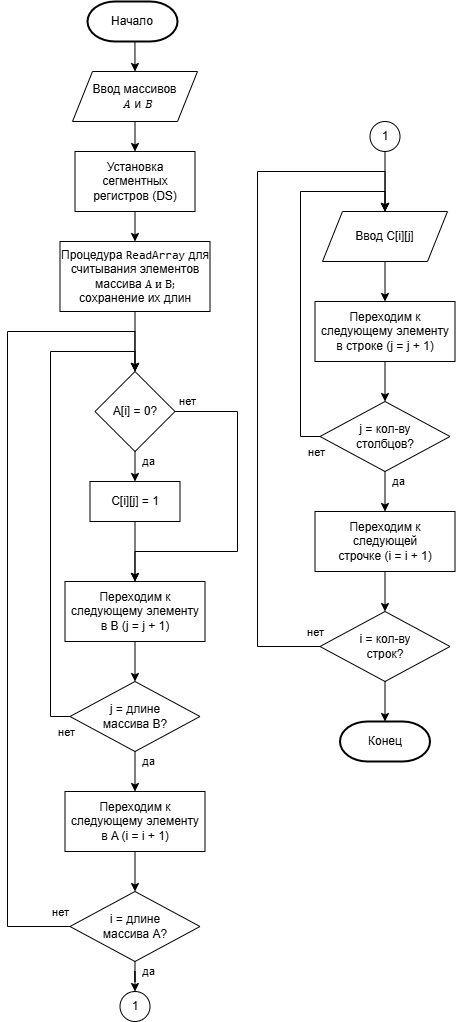 Начало
Ввод массивов
A и B
Установка
сегментных
регистров (DS)
Процедура ReadArray для
считывания элементов
массива A и B;
сохранение их длин
A[i] = 0?
нет
да
C[i][j] = 1
Переходим к
следующему элементу
в B (j = j + 1)
j = длине
массива B?
нет
да
Переходим к
следующему элементу
в A (i = i + 1)
i = длине
массива A?
нет
да
1
1
Ввод C[i][j]
Переходим к
следующему элементу
в строке (j = j + 1)
j = кол-ву
столбцов?
нет
да
Переходим к
следующей
строчке (i = i + 1)
i = кол-ву
строк?
нет
Конец